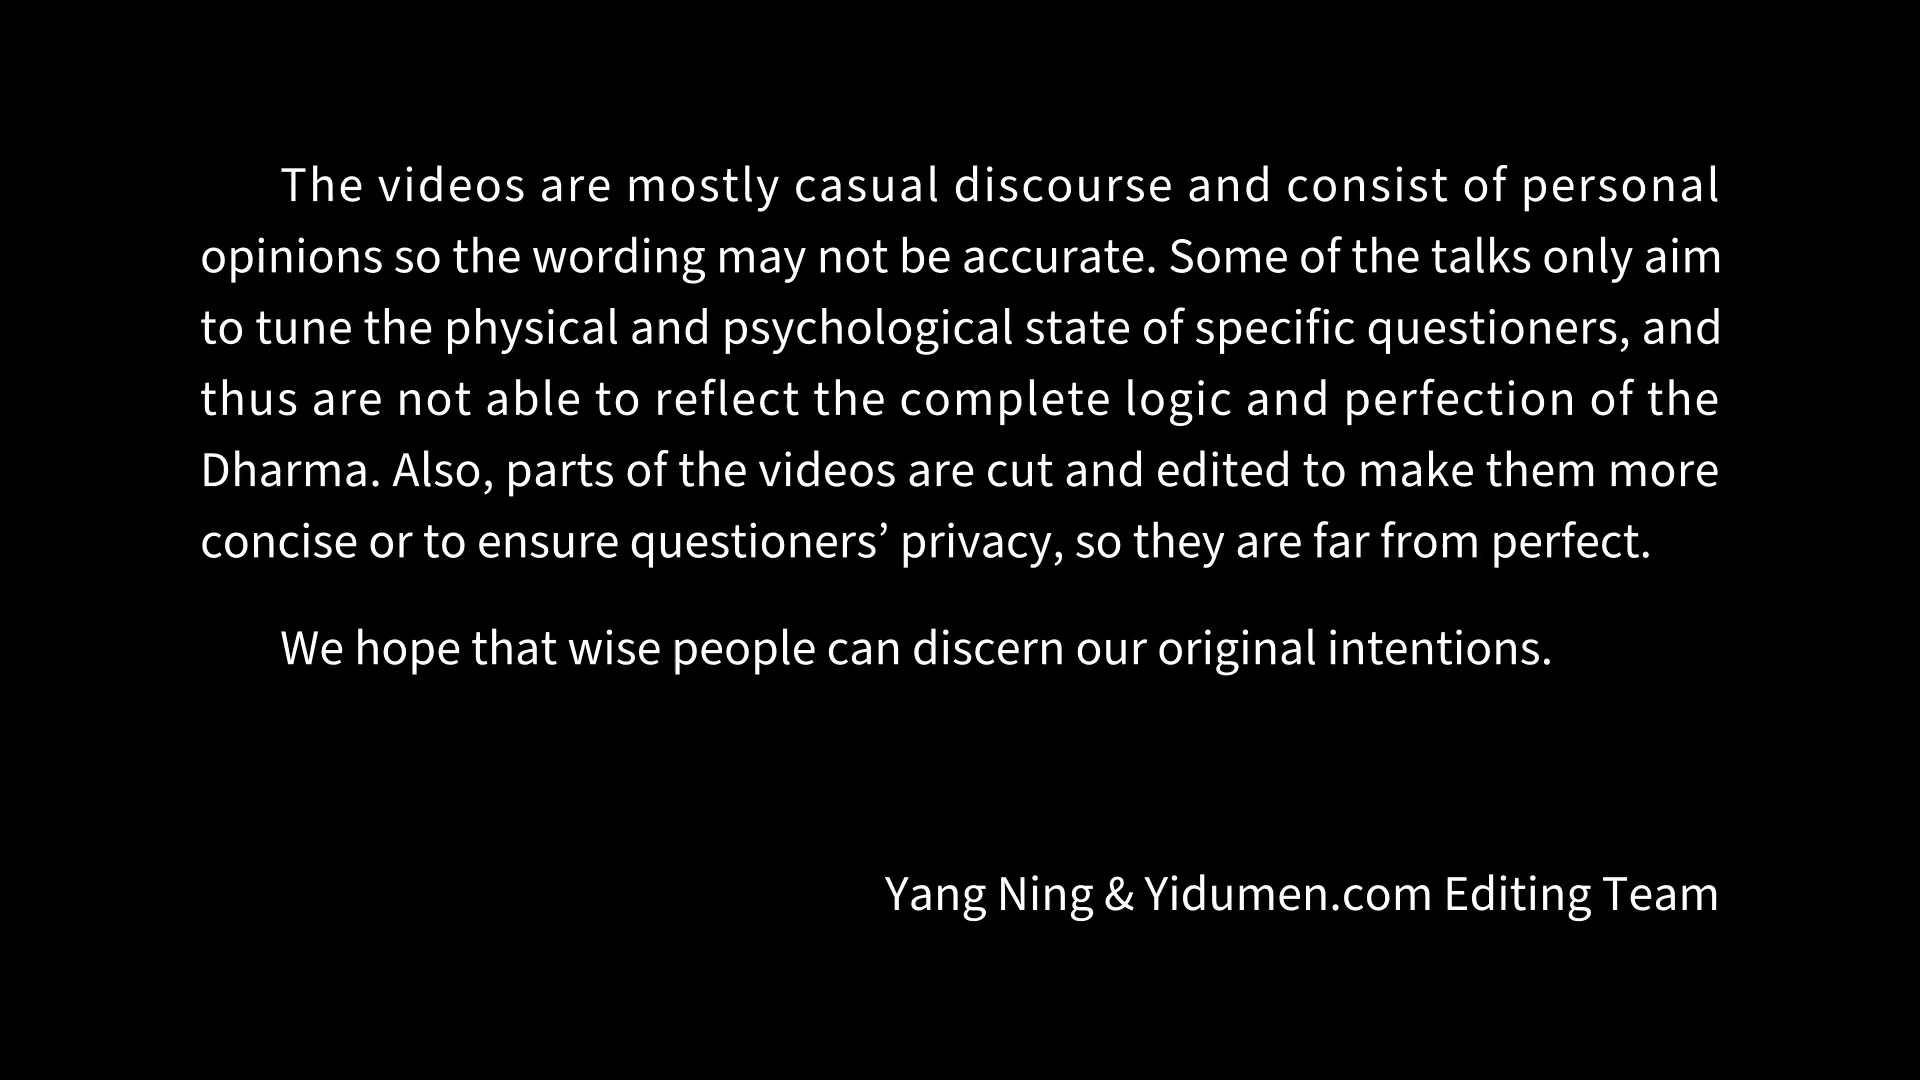 The videos are mostly casual discourse and consist of personal
opinions so the wording may not be accurate. Some of the talks only aim
to tune the physical and psychological state of specific questioners, and
thus are not able to reflect the complete logic and perfection of the
Dharma. Also, parts of the videos are cut and edited to make them more
concise or to ensure questioners’ privacy, so they are far from perfect.
We hope that wise people can discern our original intentions.
Yang Ning & Yidumen.com Editing Team